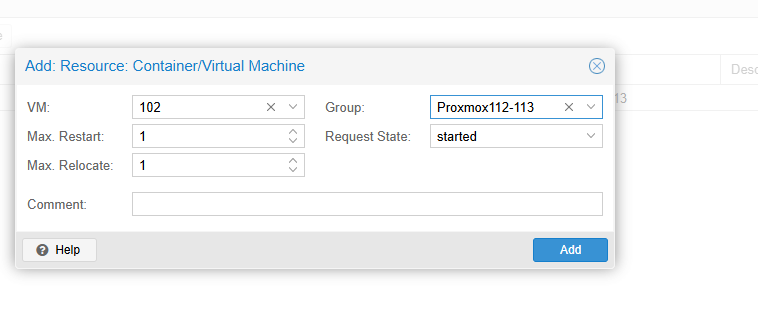 Add: Resource: Container/Virtual Machine
Desc
VM: 102 Group: Proxmox112-113
13
Max. Restart: 1 Request State: started
Max. Relocate: 1
Comment:
Help Add